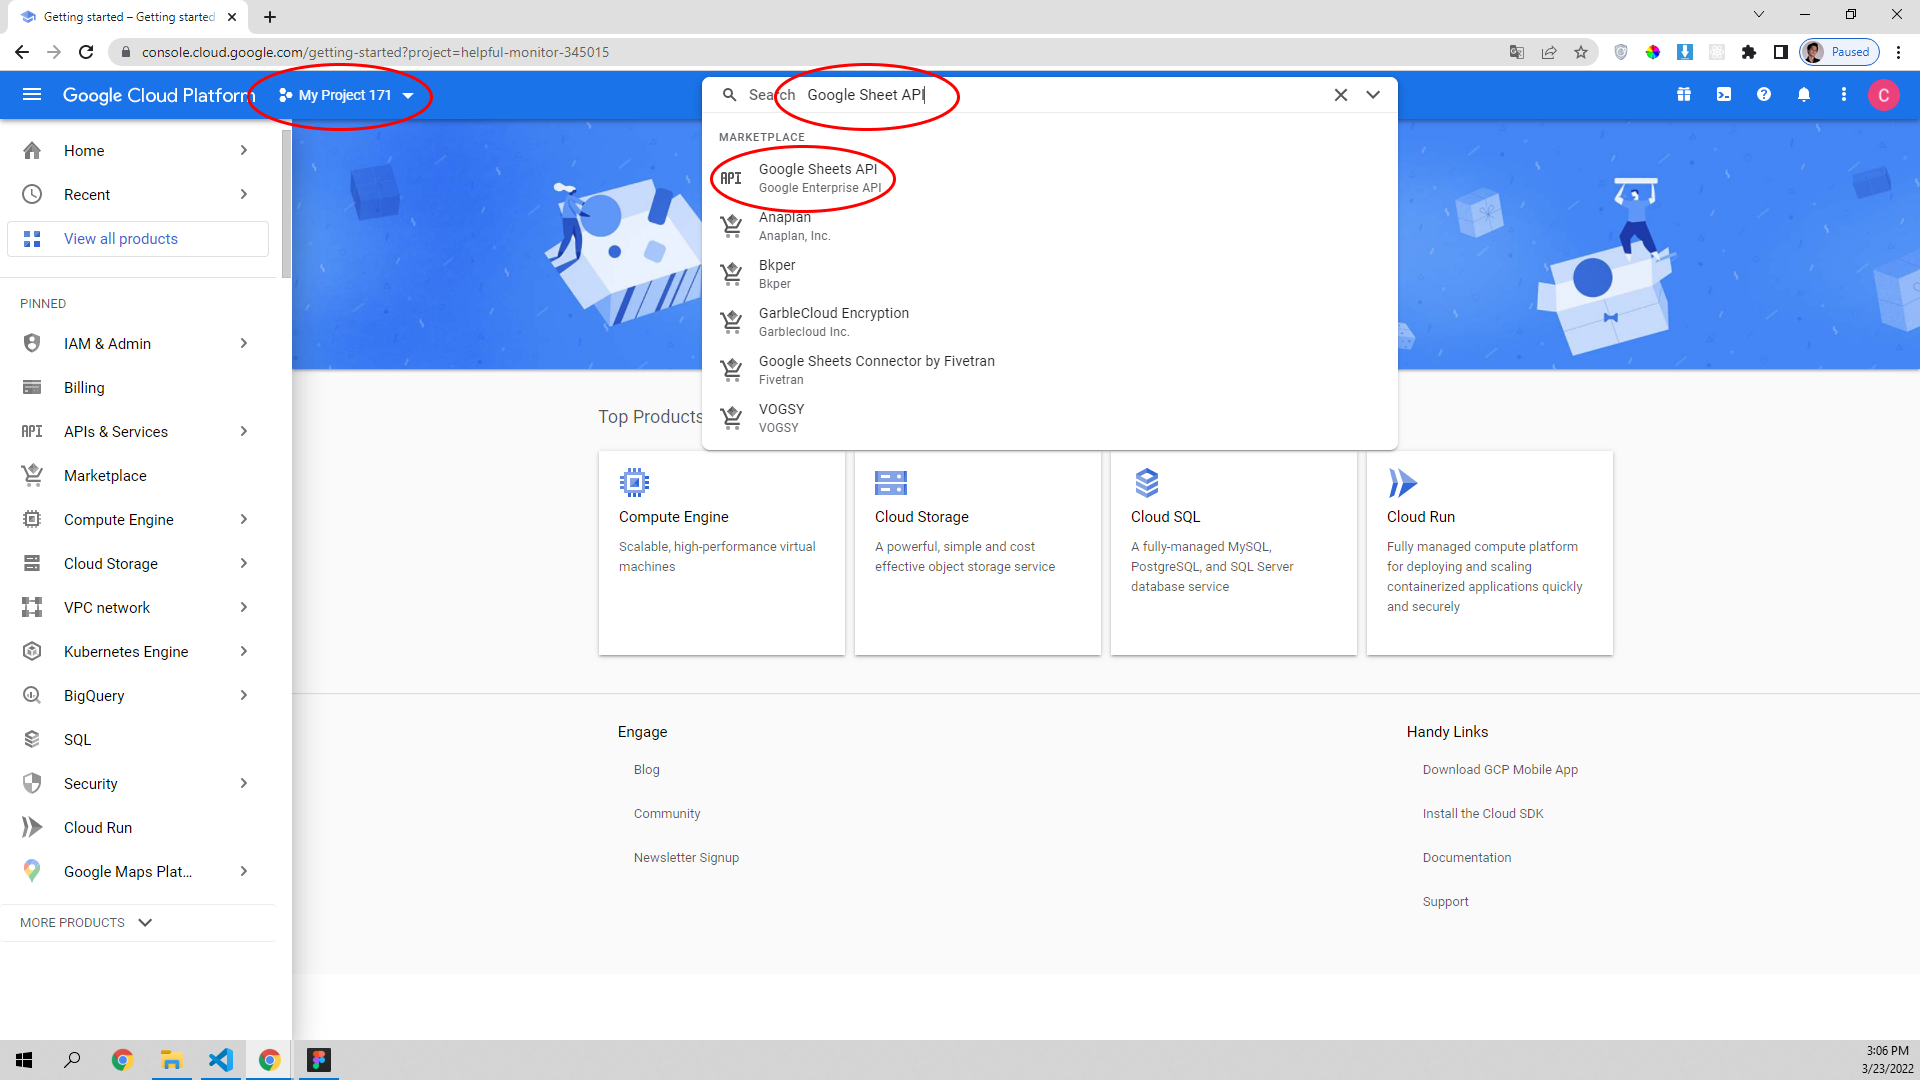 Getting started – Getting started
console.cloud.google.com/getting-started?project=helpful-monitor-345015
Paused
Google Cloud Platform
My Project 171
Search Google Sheet API
C
Home
Recent
View all products
PINNED
IAM & Admin
Billing
API APIs & Services
Marketplace
Compute Engine
Cloud Storage
VPC network
Kubernetes Engine
BigQuery
SQL
Security
Cloud Run
Google Maps Plat...
MORE PRODUCTS
MARKETPLACE
API Google Sheets API
Google Enterprise API
Anaplan
Anaplan, Inc.
Bkper
Bkper
GarbleCloud Encryption
Garblecloud Inc.
Google Sheets Connector by Fivetran
Fivetran
VOGSY
VOGSY
Top Products
Compute Engine
Scalable, high-performance virtual
machines
Cloud Storage
A powerful, simple and cost
effective object storage service
Cloud SQL
A fully-managed MySQL,
PostgreSQL, and SQL Server
database service
Cloud Run
Fully managed compute platform
for deploying and scaling
containerized applications quickly
and securely
Engage
Blog
Community
Newsletter Signup
Handy Links
Download GCP Mobile App
Install the Cloud SDK
Documentation
Support
3:06 PM
3/23/2022